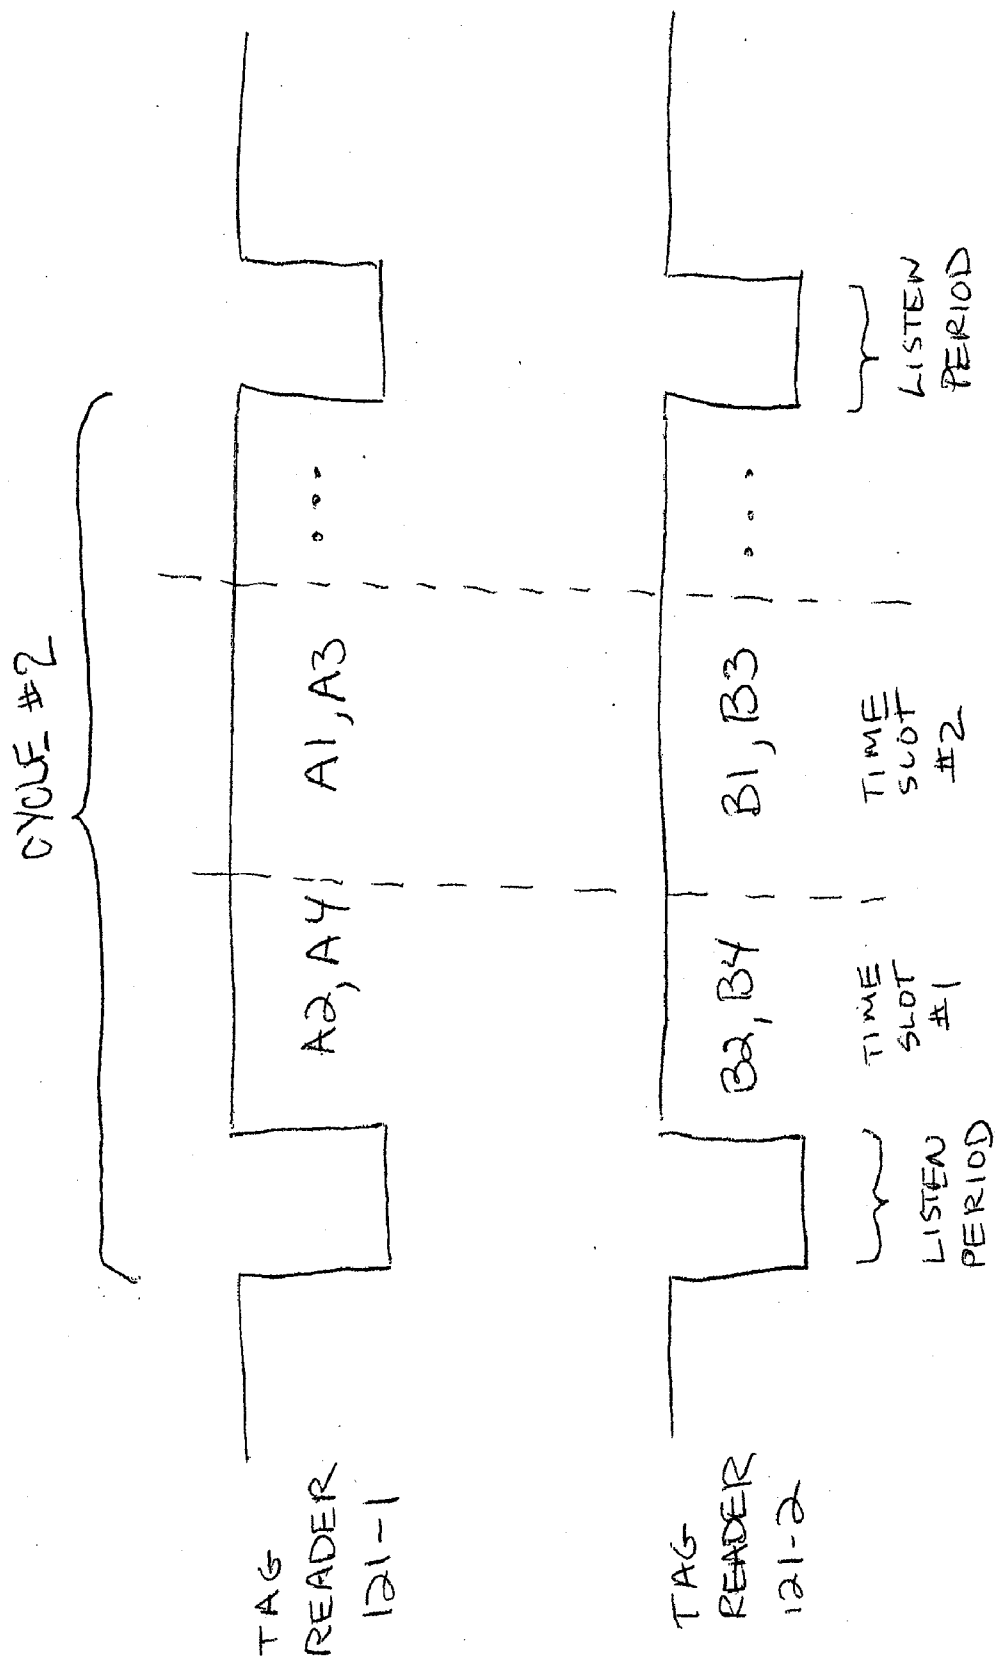 CYCLE #2
TAG
READER
121-1
A2, A4
A1, A3
...
TAG
READER
121-2
B2, B4
B1, B3
...
LISTEN
PERIOD
TIME
SLOT
#1
TIME
SLOT
#2
LISTEN
PERIOD